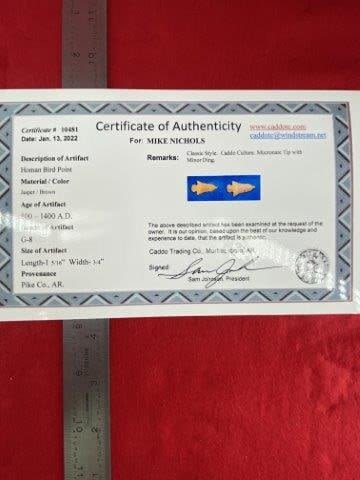 Certificate # 10481
Date: Jan. 13, 2022
Certificate of Authenticity
For: MIKE NICHOLS
www.caddotc.com
caddotc@windstream.net
Description of Artifact
Homan Bird Point
Material / Color
Jasper / Brown
Age of Artifact
- 1400 A.D.
of Artifact
G-8
Size of Artifact
Length-1 5/16" Width- 3/4"
Provenance
Pike Co., AR.
Remarks: Classic Style. Caddo Culture. Micronate Tip with
Minor Ding.
The above described artifact has been examined at the request of the
owner. It is our opinion, based upon the best of our knowledge and
experience to date, that the artifact is authentic.
Caddo Trading Co., AR.
Signed: Sam Johnson
Sam Johnson, President